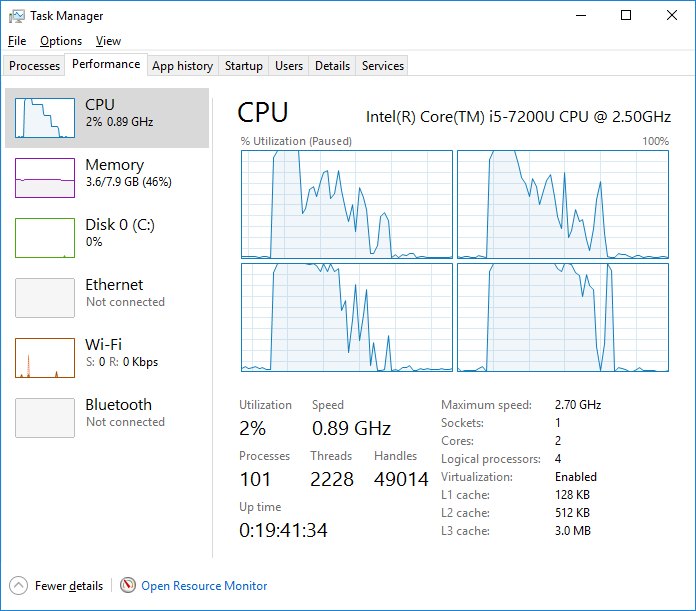 Task Manager
File Options View
Processes Performance App history Startup Users Details Services
CPU
2% 0.89 GHz
Memory
3.6/7.9 GB (46%)
Disk 0 (C:)
0%
Ethernet
Not connected
Wi-Fi
S: 0 R: 0 Kbps
Bluetooth
Not connected
CPU Intel(R) Core(TM) i5-7200U CPU @ 2.50GHz
% Utilization (Paused) 100%
Utilization Speed
2% 0.89 GHz
Processes Threads Handles
101 2228 49014
Up time
0:19:41:34
Maximum speed: 2.70 GHz
Sockets: 1
Cores: 2
Logical processors: 4
Virtualization: Enabled
L1 cache: 128 KB
L2 cache: 512 KB
L3 cache: 3.0 MB
Fewer details Open Resource Monitor